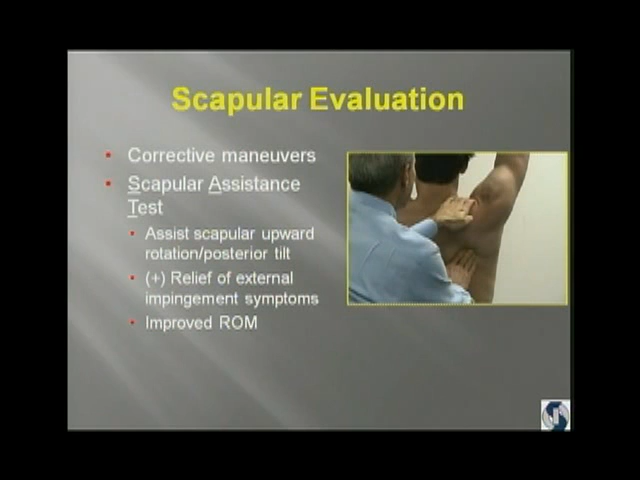 Scapular Evaluation
• Corrective maneuvers
• Scapular Assistance
Test
• Assist scapular upward
rotation/posterior tilt
• (+) Relief of external
impingement symptoms
• Improved ROM